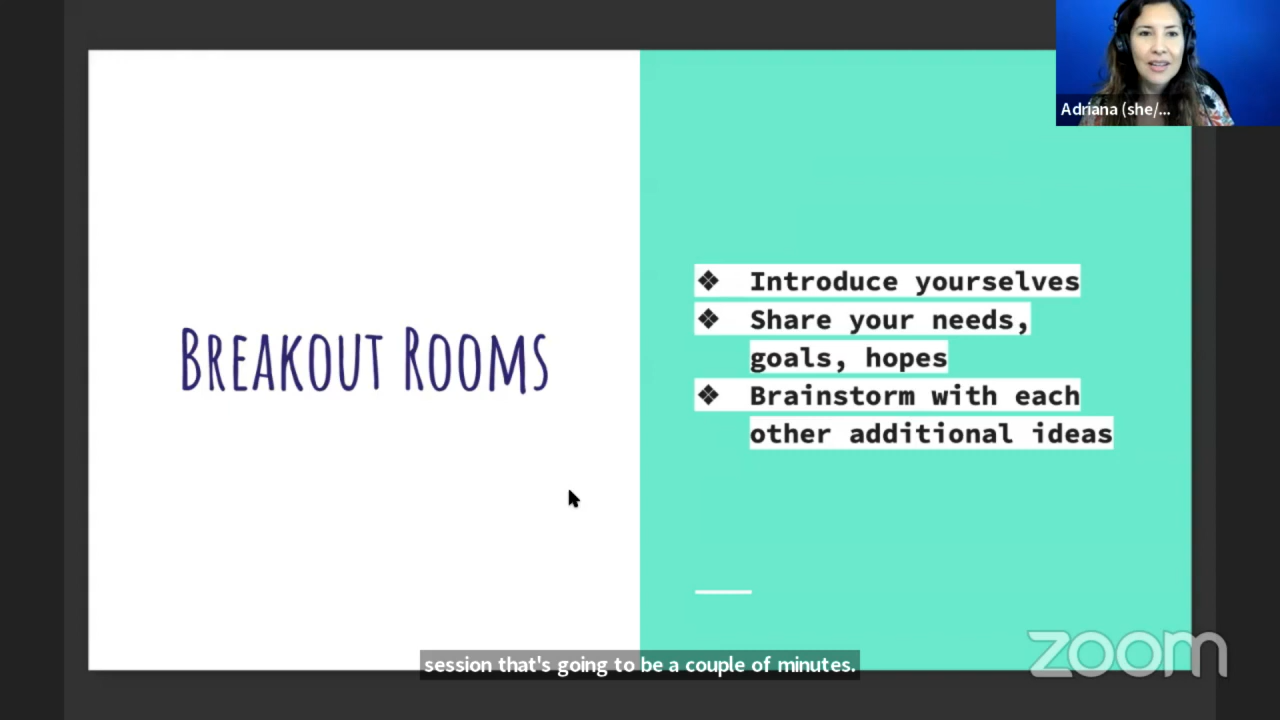 Adriana (she/...
Breakout Rooms
❖ Introduce yourselves
❖ Share your needs,
goals, hopes
❖ Brainstorm with each
other additional ideas
session that's going to be a couple of minutes.
zoom